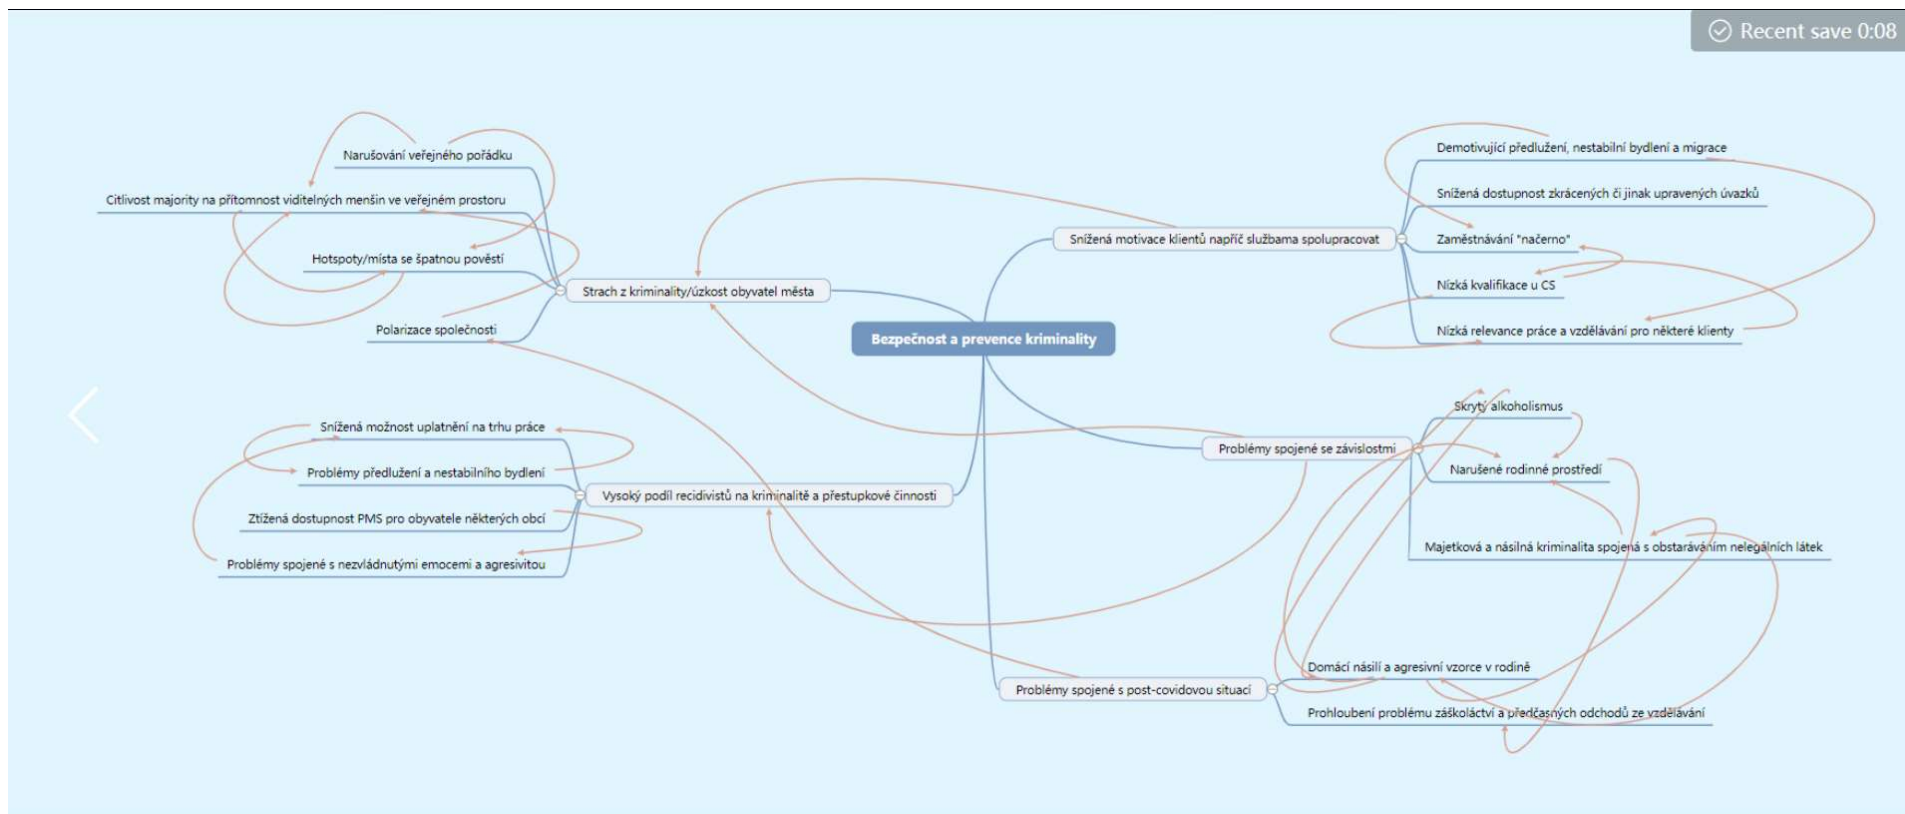 Recent save 0:08
Narušování veřejného pořádku
Citlivost majority na přítomnost viditelných menšin ve veřejném prostoru
Hotspoty/místa se špatnou pověstí
Strach z kriminality/úzkost obyvatel města
Polarizace společnosti
Bezpečnost a prevence kriminality
Demotivující předlužení, nestabilní bydlení a migrace
Snížená dostupnost zkrácených či jinak upravených úvazků
Snížená motivace klientů napříč službama spolupracovat
Zaměstnávání "načerno"
Nízká kvalifikace u CS
Nízká relevance práce a vzdělávání pro některé klienty
Snížená možnost uplatnění na trhu práce
Problémy předlužení a nestabilního bydlení
Vysoký podíl recidivistů na kriminalitě a přestupkové činnosti
Ztížená dostupnost PMS pro obyvatele některých obcí
Problémy spojené s nezvládnutými emocemi a agresivitou
Skrytý alkoholismus
Problémy spojené se závislostmi
Narušené rodinné prostředí
Majetková a násilná kriminalita spojená s obstaráváním nelegálních látek
Domácí násilí a agresivní vzorce v rodině
Problémy spojené s post-covidovou situací
Prohloubení problému záškoláctví a předčasných odchodů ze vzdělávání